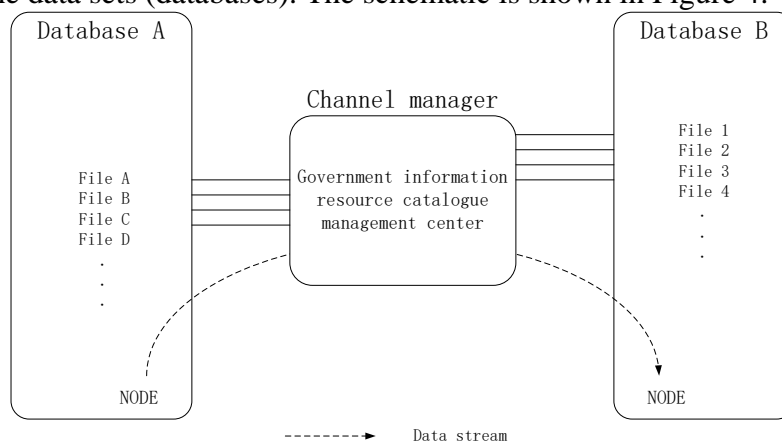 e data sets (databases). The schematic is shown in Figure 4.
Database A
File A
File B
File C
File D
.
.
.
NODE
Channel manager
Government information
resource catalogue
management center
Database B
File 1
File 2
File 3
File 4
.
.
.
NODE
Data stream